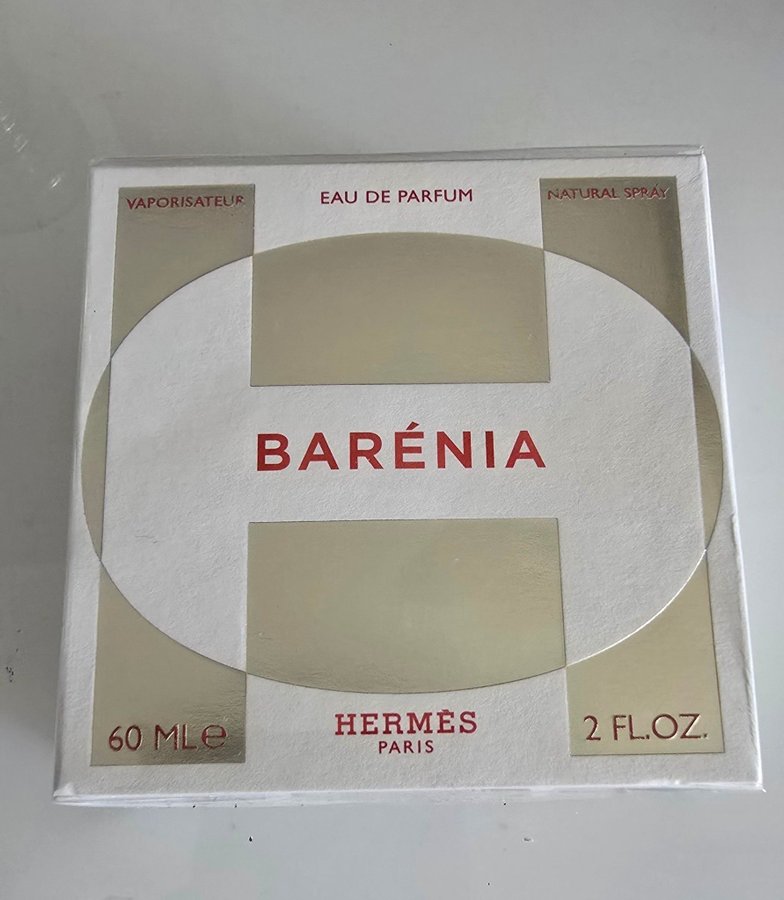 VAPORISATEUR
EAU DE PARFUM
NATURAL SPRAY
BARÉNIA
60 ML e
HERMÈS
PARIS
2 FL.OZ.